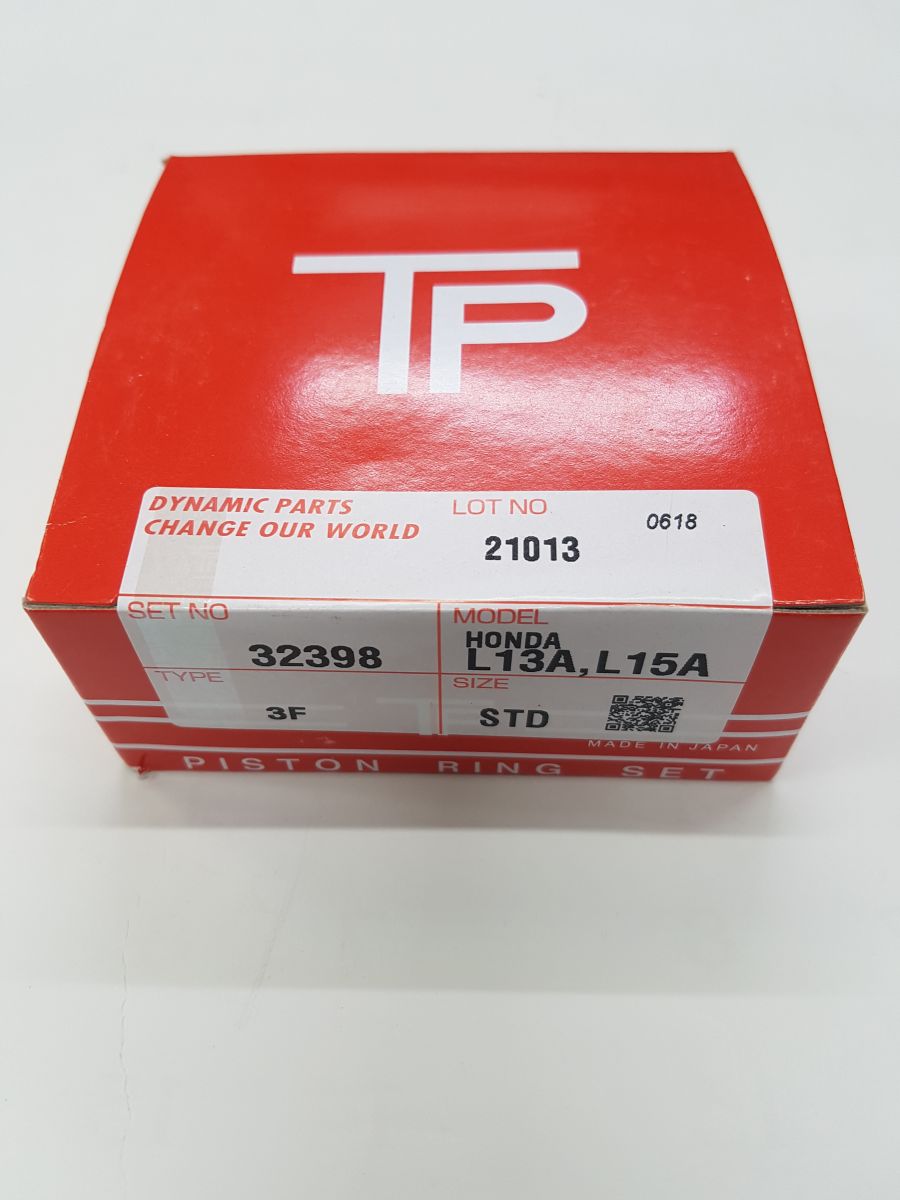 TP
DYNAMIC PARTS
CHANGE OUR WORLD
LOT NO
21013
0618
SET NO
32398
MODEL
HONDA
L13A, L15A
TYPE
3F
SIZE
STD
MADE IN JAPAN
PISTON RING SET